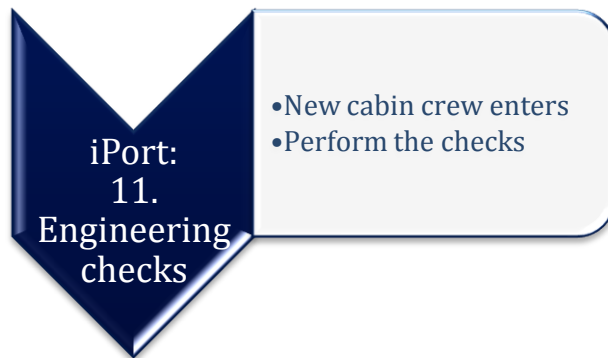 iPort:
11.
Engineering
checks
•New cabin crew enters
•Perform the checks